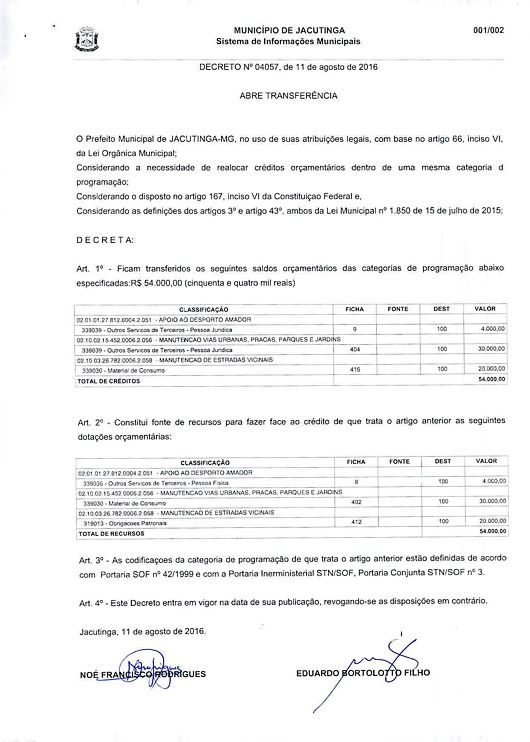 MUNICÍPIO DE JACUTINGA 001/002
Sistema de Informações Municipais
DECRETO Nº 04057, de 11 de agosto de 2016
ABRE TRANSFERÊNCIA
O Prefeito Municipal de JACUTINGA-MG, no uso de suas atribuições legais, com base no artigo 66, inciso VI,
da Lei Orgânica Municipal;
Considerando a necessidade de realocar créditos orçamentários dentro de uma mesma categoria d
programação;
Considerando o disposto no artigo 167, inciso VI da Constituiçao Federal e,
Considerando as definições dos artigos 3º e artigo 43º, ambos da Lei Municipal nº 1.850 de 15 de julho de 2015;
D E C R E T A:
Art. 1º - Ficam transferidos os seguintes saldos orçamentários das categorias de programação abaixo
especificadas:R$ 54.000,00 (cinquenta e quatro mil reais)
CLASSIFICAÇÃO FICHA FONTE DEST VALOR
02.01.01.27.812.0004.2.051 - APOIO AO DESPORTO AMADOR
339039 - Outros Servicos de Terceiros - Pessoa Juridica 9 100 4.000,00
02.10.02.15.452.0006.2.056 - MANUTENCAO VIAS URBANAS, PRACAS, PARQUES E JARDINS
339039 - Outros Servicos de Terceiros - Pessoa Juridica 404 100 30.000,00
02.10.03.26.782.0006.2.058 - MANUTENCAO DE ESTRADAS VICINAIS
339030 - Material de Consumo 416 100 20.000,00
TOTAL DE CRÉDITOS 54.000,00
Art. 2º - Constitui fonte de recursos para fazer face ao crédito de que trata o artigo anterior as seguintes
dotações orçamentárias:
CLASSIFICAÇÃO FICHA FONTE DEST VALOR
02.01.01.27.812.0004.2.051 - APOIO AO DESPORTO AMADOR
339036 - Outros Servicos de Terceiros - Pessoa Fisica 8 100 4.000,00
02.10.02.15.452.0006.2.056 - MANUTENCAO VIAS URBANAS, PRACAS, PARQUES E JARDINS
339030 - Material de Consumo 402 100 30.000,00
02.10.03.26.782.0006.2.058 - MANUTENCAO DE ESTRADAS VICINAIS
319013 - Obrigacoes Patronais 412 100 20.000,00
TOTAL DE RECURSOS 54.000,00
Art. 3º - As codificaçoes da categoria de programação de que trata o artigo anterior estão definidas de acordo
com Portaria SOF nº 42/1999 e com a Portaria Inerministerial STN/SOF, Portaria Conjunta STN/SOF nº 3.
Art. 4º - Este Decreto entra em vigor na data de sua publicação, revogando-se as disposições em contrário.
Jacutinga, 11 de agosto de 2016.
NOÉ FRANCISCO RODRIGUES EDUARDO BORTOLOTTO FILHO